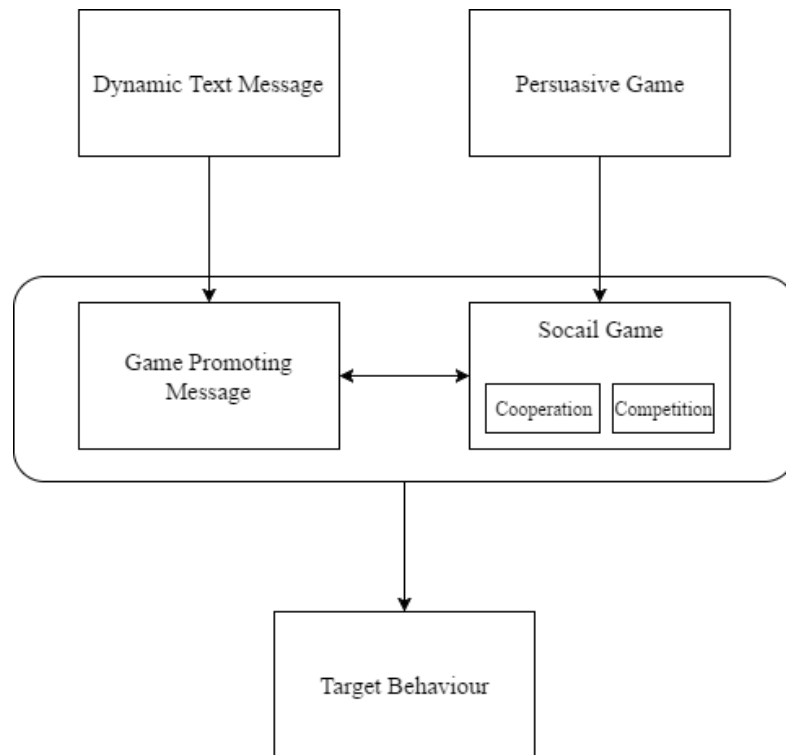 Dynamic Text Message
Persuasive Game
Game Promoting
Message
Socail Game
Cooperation
Competition
Target Behaviour